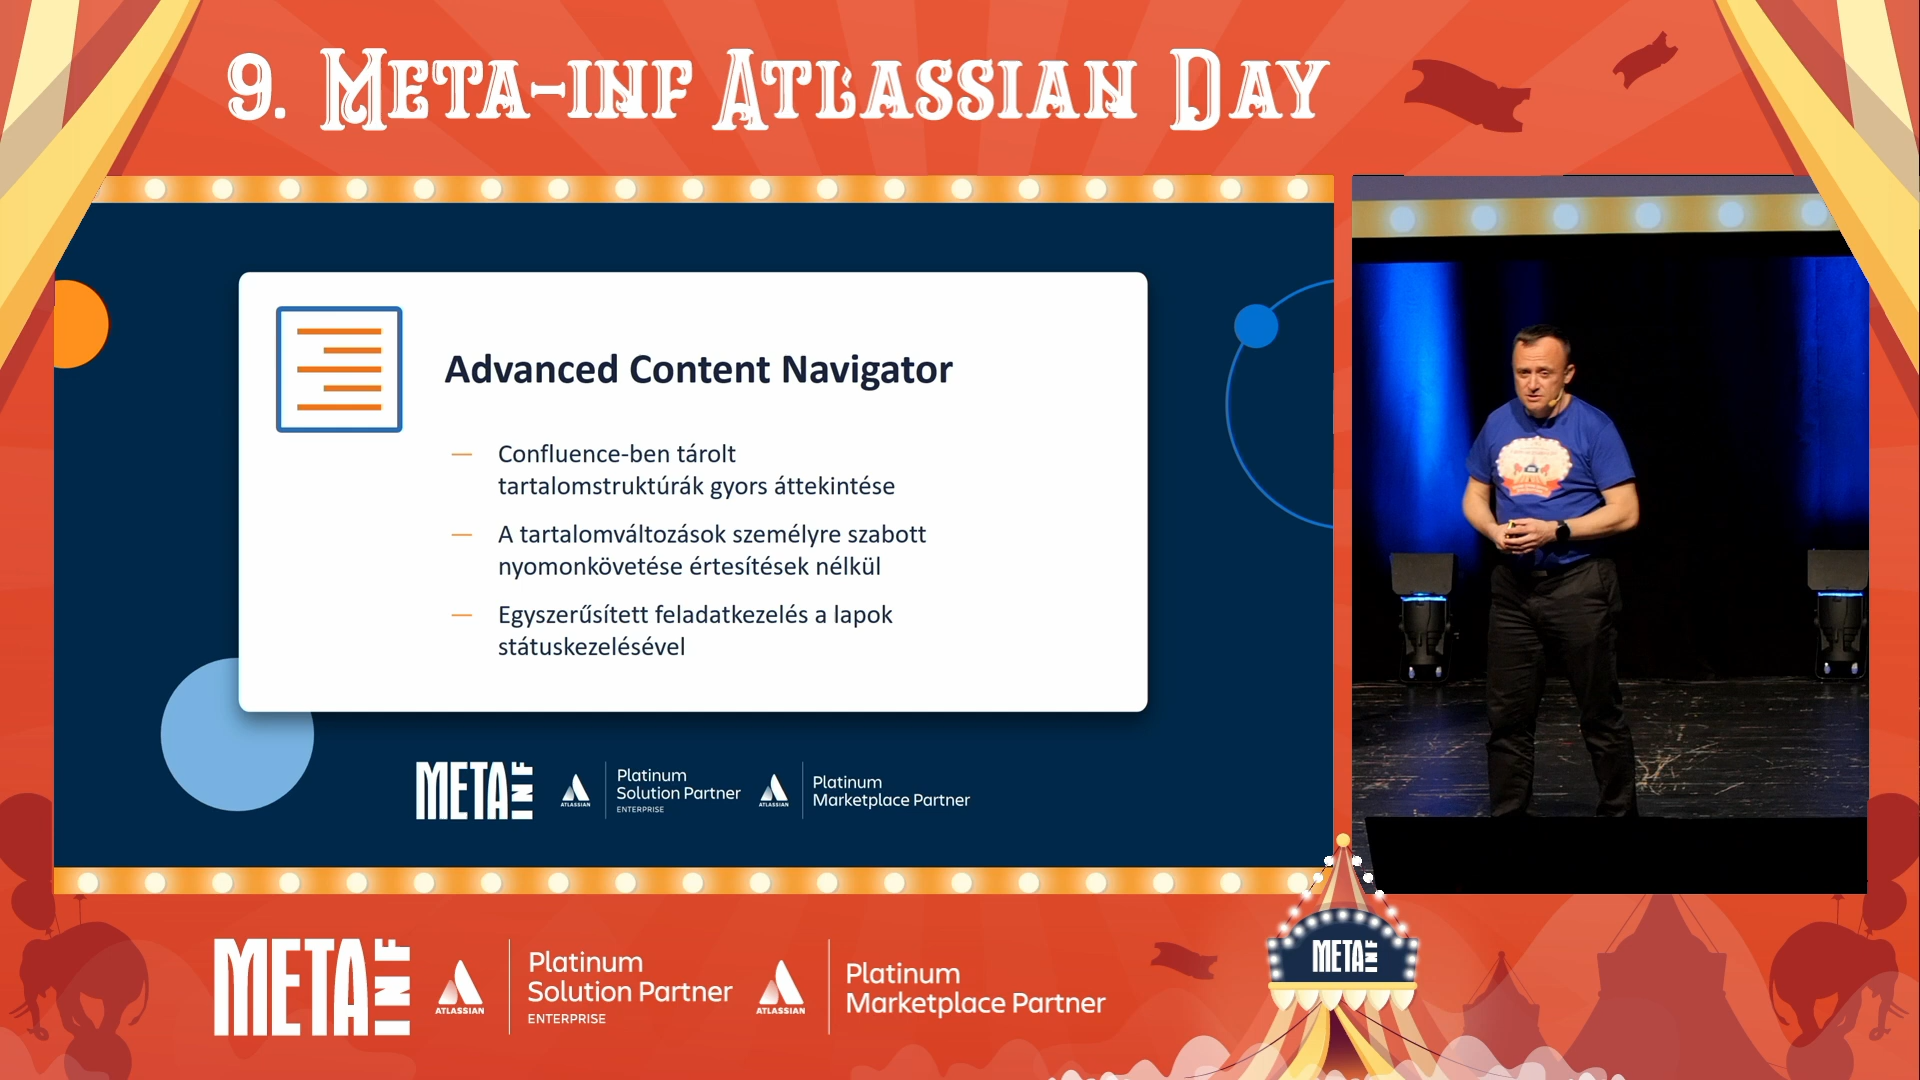 9. META-INF ATLASSIAN DAY
Advanced Content Navigator
— Confluence-ben tárolt
tartalomstruktúrák gyors áttekintése
— A tartalomváltozások személyre szabott
nyomonkövetése értesítések nélkül
— Egyszerűsített feladatkezelés a lapok
státuszkezelésével
META INF
ATLASSIAN
Platinum
Solution Partner
ENTERPRISE
ATLASSIAN
Platinum
Marketplace Partner
META INF
META INF
ATLASSIAN
Platinum
Solution Partner
ENTERPRISE
ATLASSIAN
Platinum
Marketplace Partner